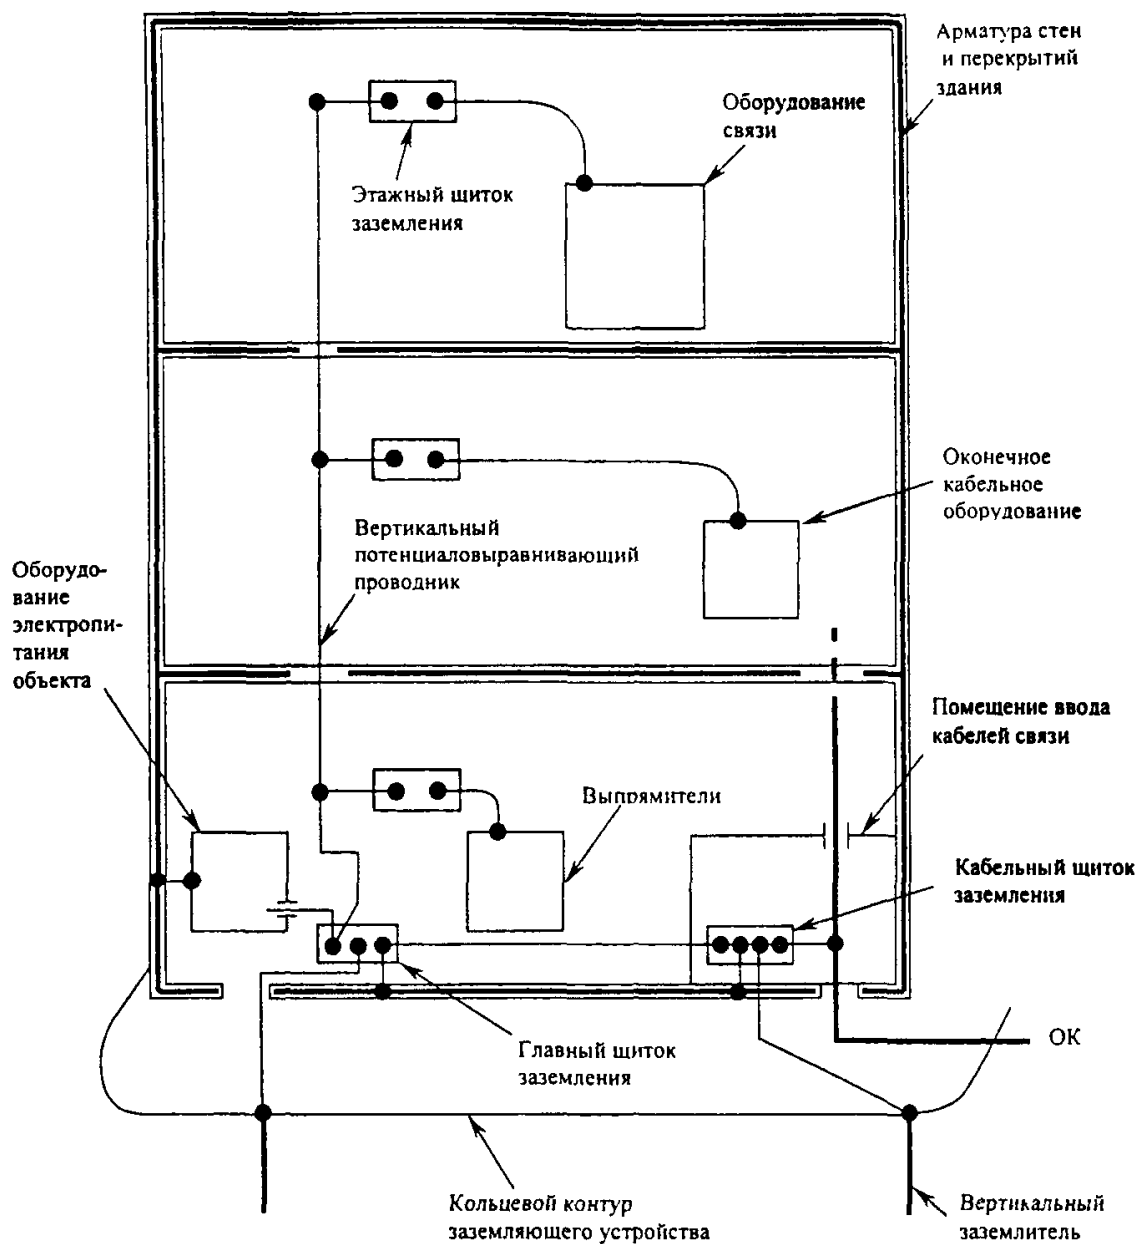 Арматура стен
и перекрытий
здания
Оборудование
связи
Этажный щиток
заземления
Оконечное
кабельное
оборудование
Вертикальный
потенциаловыравнивающий
проводник
Оборудо-
вание
электропи-
тания
объекта
Помещение ввода
кабелей связи
Выпрямители
Кабельный щиток
заземления
Главный щиток
заземления
ОК
Кольцевой контур
заземляющего устройства
Вертикальный
заземлитель